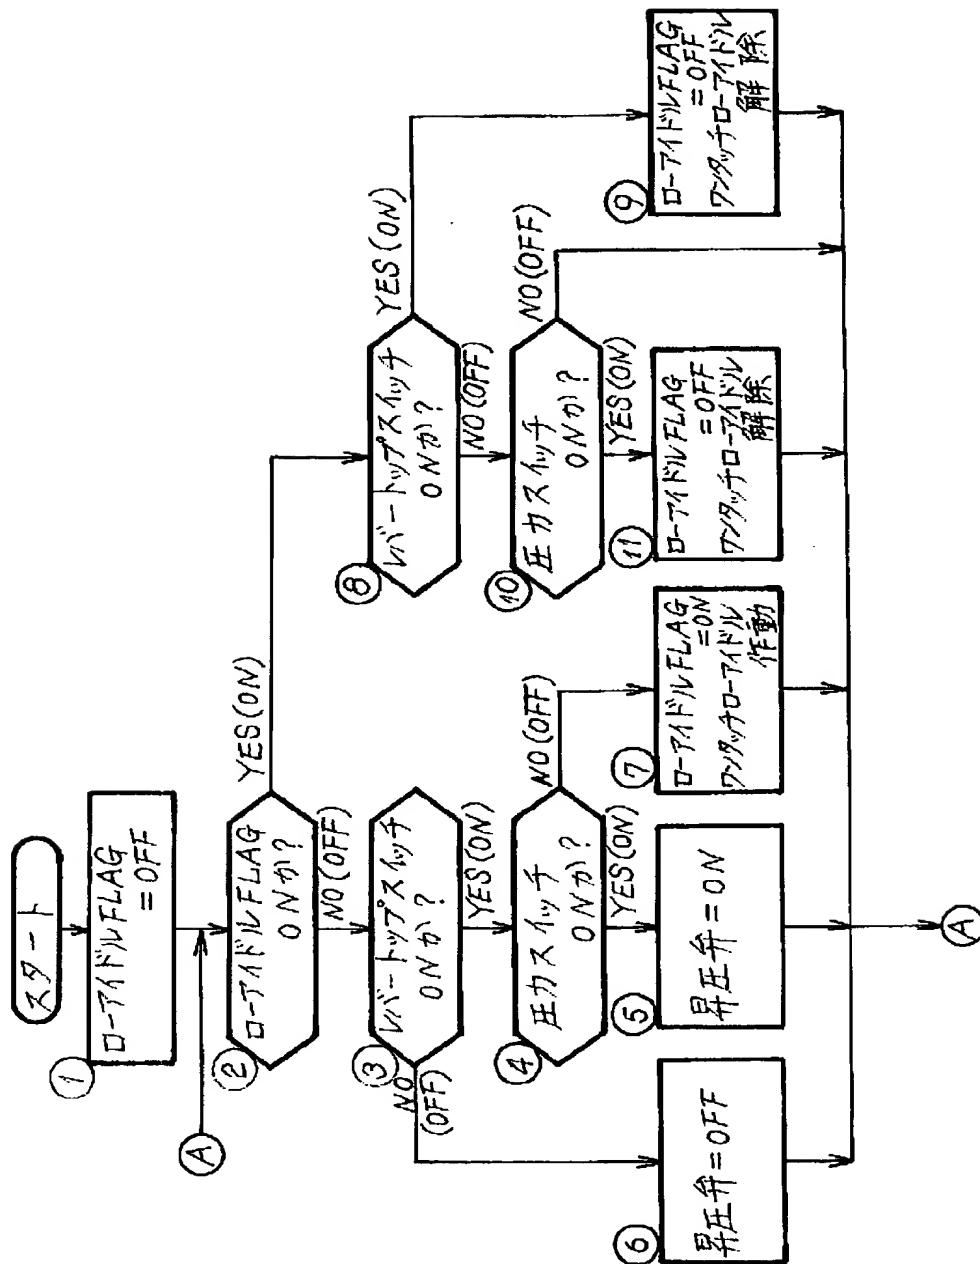 スタート
①
ローアイドルFLAG
=OFF
Ⓐ
②
ローアイドルFLAG
ONか?
YES(ON)
NO(OFF)
③
レバートップスイッチ
ONか?
NO
(OFF)
YES(ON)
④
圧力スイッチ
ONか?
NO(OFF)
YES(ON)
⑤
昇圧弁=ON
⑥
昇圧弁=OFF
⑦
ローアイドルFLAG
=ON
ワンタッチローアイドル
作動
⑧
レバートップスイッチ
ONか?
YES(ON)
NO(OFF)
⑨
ローアイドルFLAG
=OFF
ワンタッチローアイドル
解除
⑩
圧力スイッチ
ONか?
NO(OFF)
YES(ON)
⑪
ローアイドルFLAG
=OFF
ワンタッチローアイドル
解除
Ⓐ